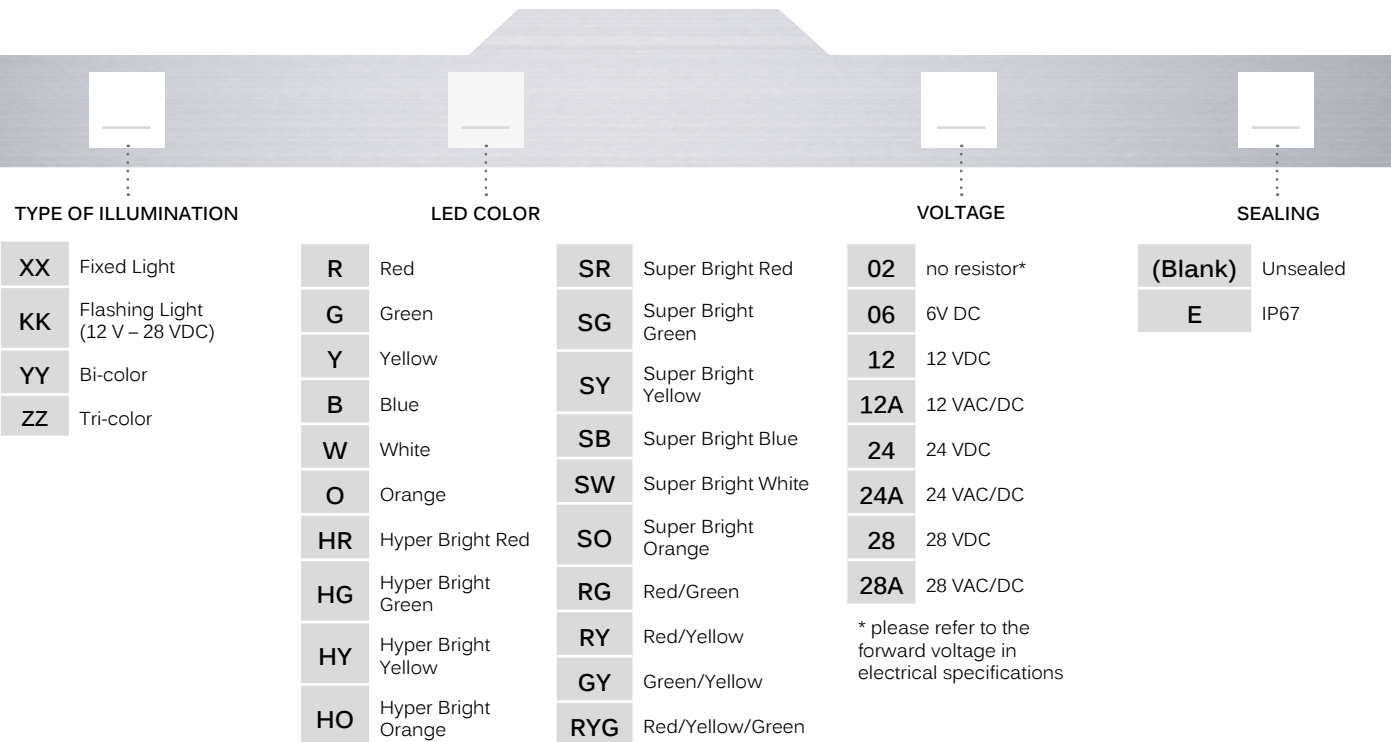 TYPE OF ILLUMINATION
XX Fixed Light
KK Flashing Light
(12 V – 28 VDC)
YY Bi-color
ZZ Tri-color
LED COLOR
R Red
G Green
Y Yellow
B Blue
W White
O Orange
HR Hyper Bright Red
HG Hyper Bright
Green
HY Hyper Bright
Yellow
HO Hyper Bright
Orange
SR Super Bright Red
SG Super Bright
Green
SY Super Bright
Yellow
SB Super Bright Blue
SW Super Bright White
SO Super Bright
Orange
RG Red/Green
RY Red/Yellow
GY Green/Yellow
RYG Red/Yellow/Green
VOLTAGE
02 no resistor*
06 6V DC
12 12 VDC
12A 12 VAC/DC
24 24 VDC
24A 24 VAC/DC
28 28 VDC
28A 28 VAC/DC
* please refer to the
forward voltage in
electrical specifications
SEALING
(Blank) Unsealed
E IP67